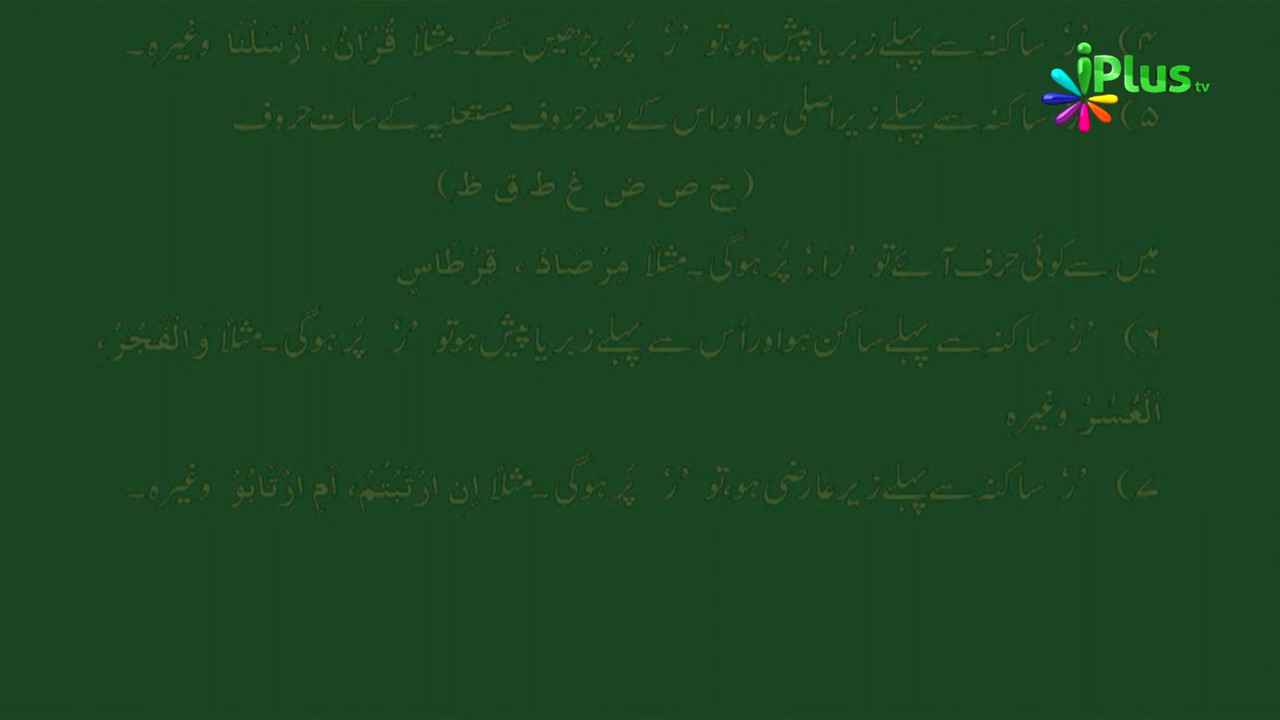 ۴) 'رْ' ساکنہ سے پہلے زبر یا پیش ہو،تو 'رْ' پُر پڑھیں گے۔مثلاً قُرْاٰنُ، اَرْسَلْنَا وغیرہ۔
iPlus tv
۵) ساکنہ سے پہلے زیر اصلی ہو اور اس کے بعد حروف مستعلیہ کے سات حروف
(خ ص ض غ ط ق ظ)
میں سے کوئی حرف آئے تو 'راء' پُر ہوگی۔مثلاً مِرْصَادْ ، قِرْطَاسٍ
۶) 'رْ' ساکنہ سے پہلے ساکن ہو اور اُس سے پہلے زبر یا پیش ہو تو 'رْ' پُر ہوگی۔مثلاً وَالْفَجْرْ،
اَلْعُسْرْ وغیرہ
۷) 'رْ' ساکنہ سے پہلے زیر عارضی ہو،تو 'رْ' پُر ہوگی۔مثلاً اِنِ ارْتَبْتُمْ، اَمِ ارْتَابُوْ وغیرہ۔